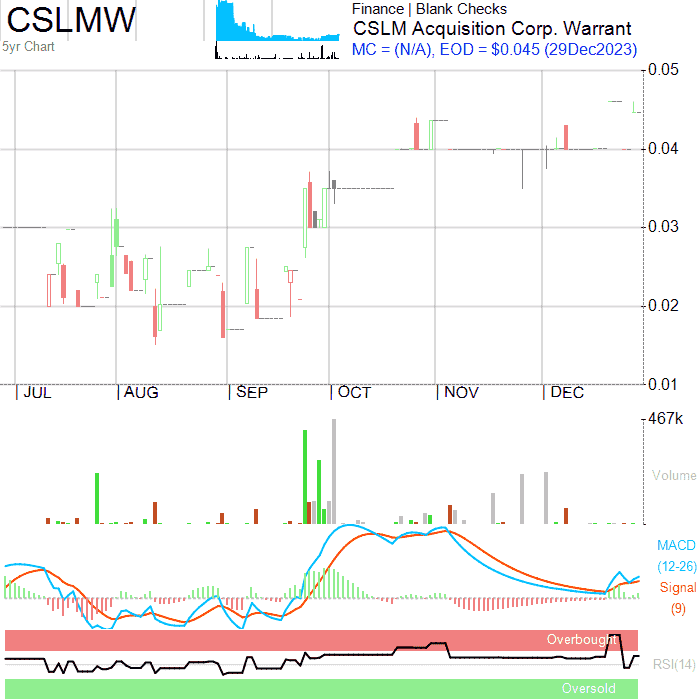 CSLMW
5yr Chart
Finance | Blank Checks
CSLM Acquisition Corp. Warrant
MC = (N/A), EOD = $0.045 (29Dec2023)
0.05
0.04
0.03
0.02
0.01
JUL AUG SEP OCT NOV DEC
467k
Volume
MACD
(12-26)
Signal
(9)
Overbought
RSI(14)
Oversold